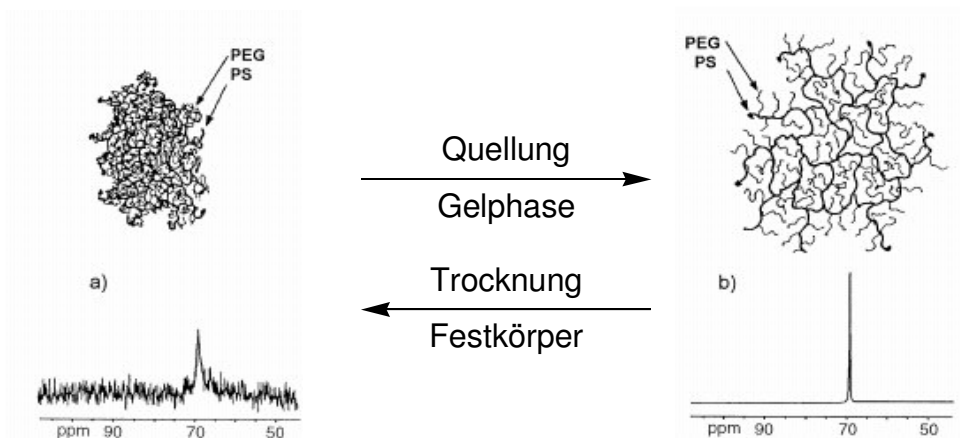 PEG
PS
Quellung
Gelphase
PEG
PS
a)
Trocknung
Festkörper
b)
ppm 90 70 50
ppm 90 70 50